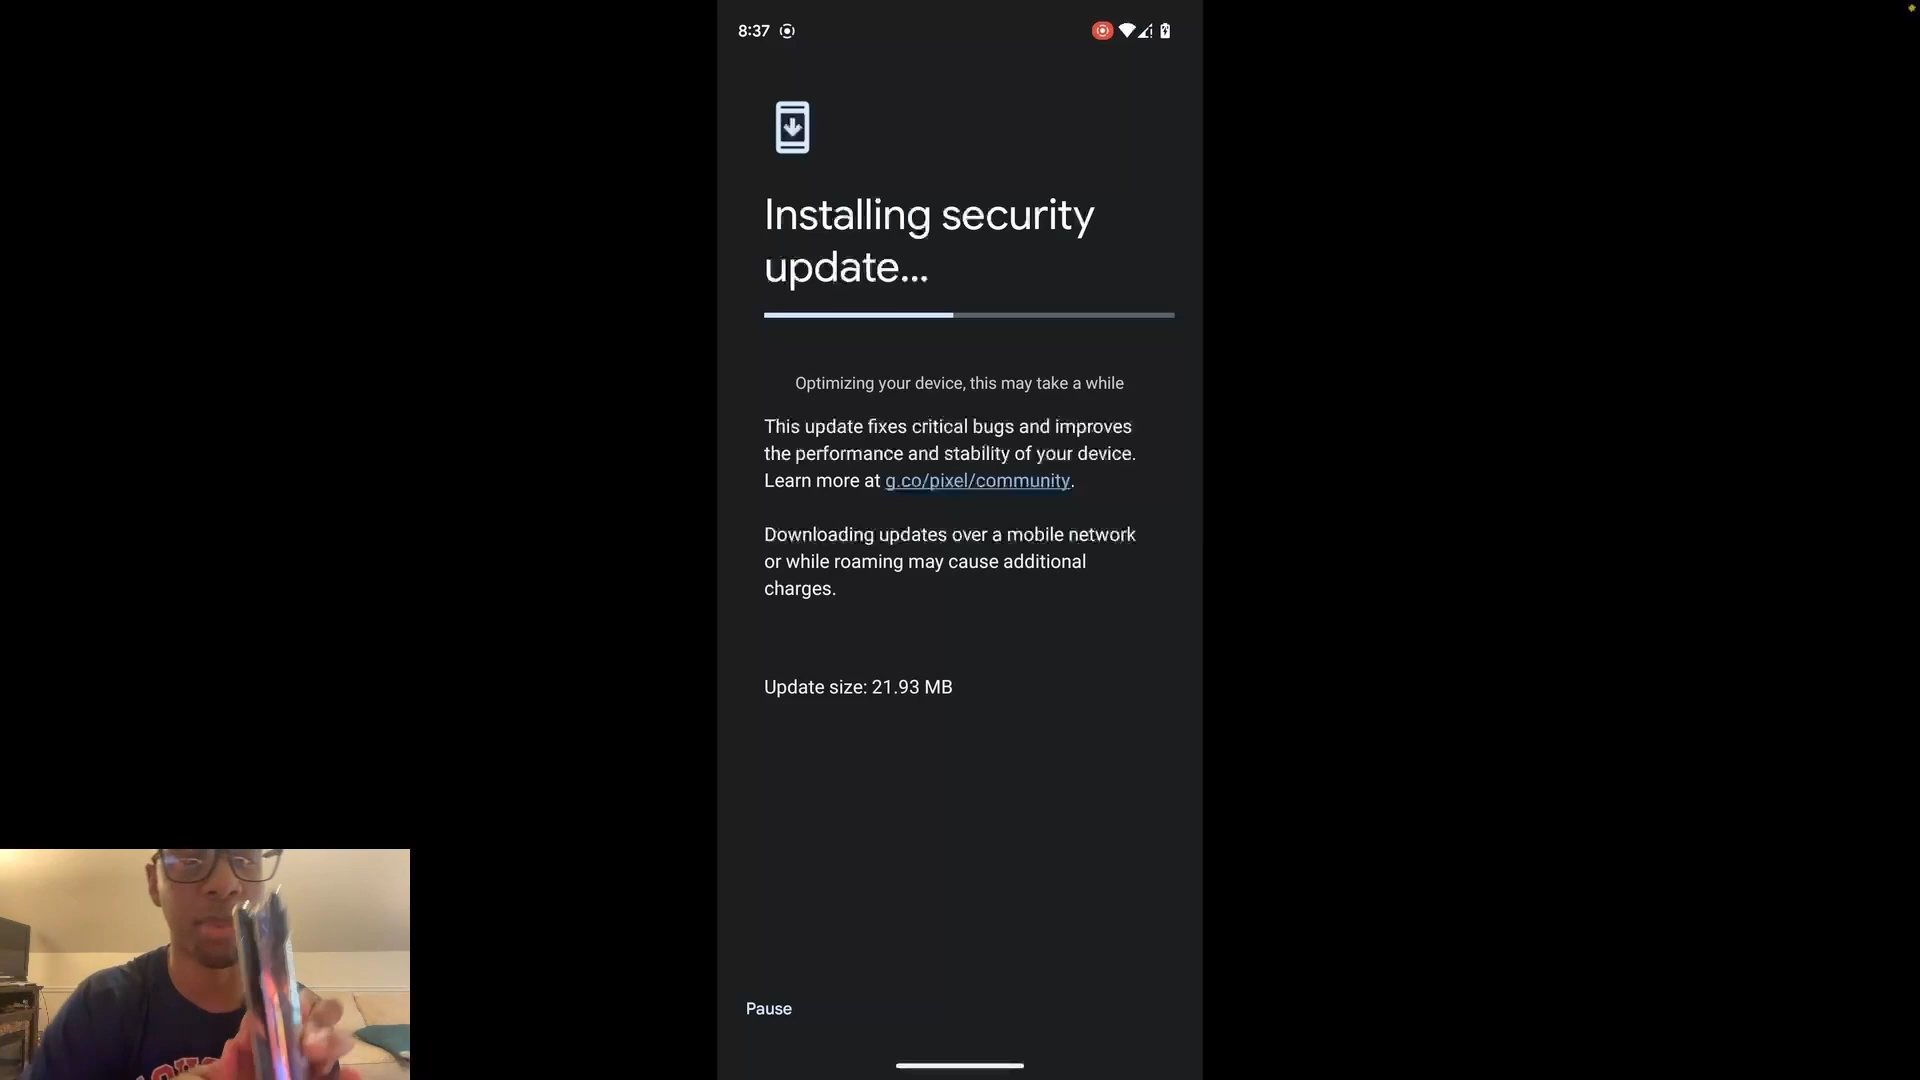 8:37
Installing security
update...
Optimizing your device, this may take a while
This update fixes critical bugs and improves
the performance and stability of your device.
Learn more at g.co/pixel/community.
Downloading updates over a mobile network
or while roaming may cause additional
charges.
Update size: 21.93 MB
Pause